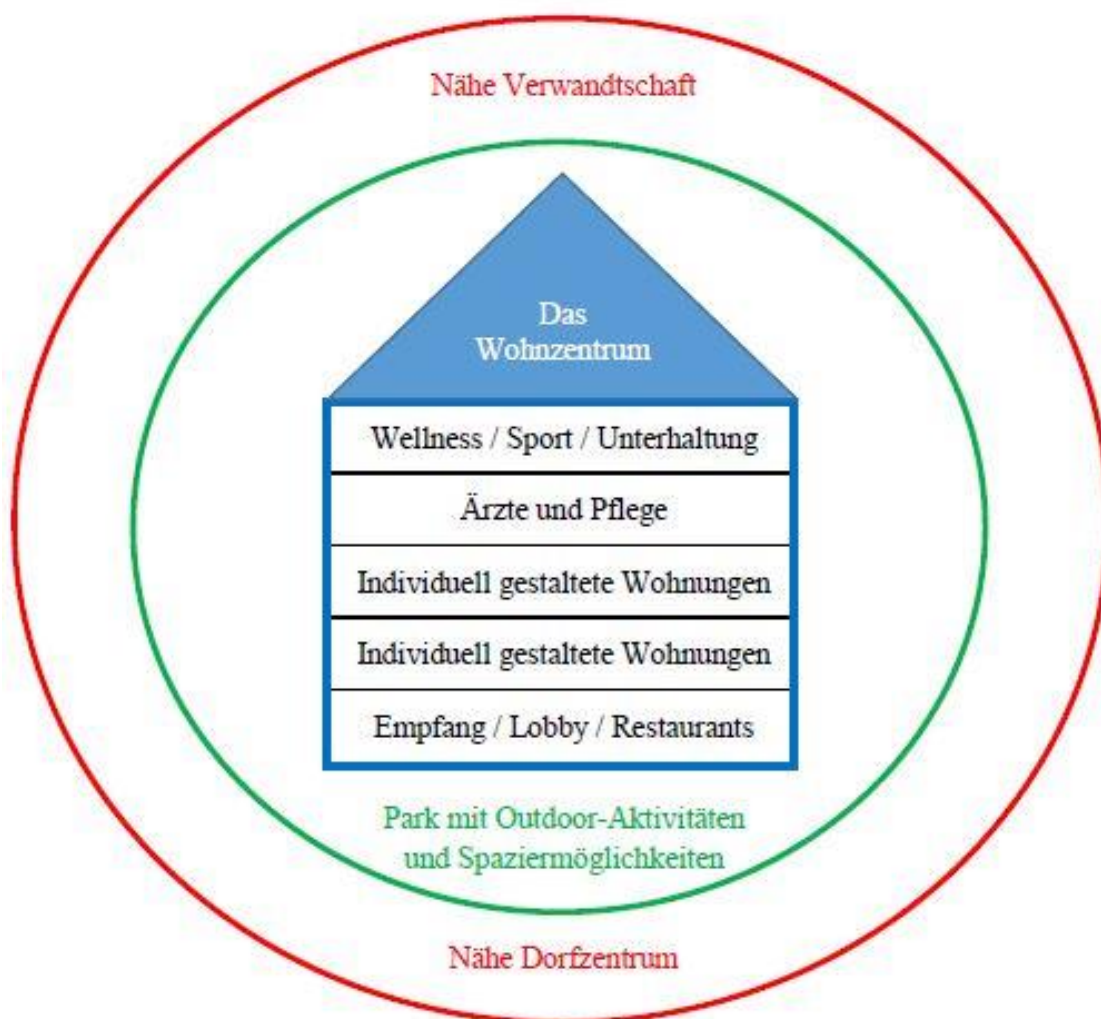 Nähe Verwandtschaft
Das
Wohnzentrum
Wellness / Sport / Unterhaltung
Ärzte und Pflege
Individuell gestaltete Wohnungen
Individuell gestaltete Wohnungen
Empfang / Lobby / Restaurants
Park mit Outdoor-Aktivitäten
und Spaziermöglichkeiten
Nähe Dorfzentrum